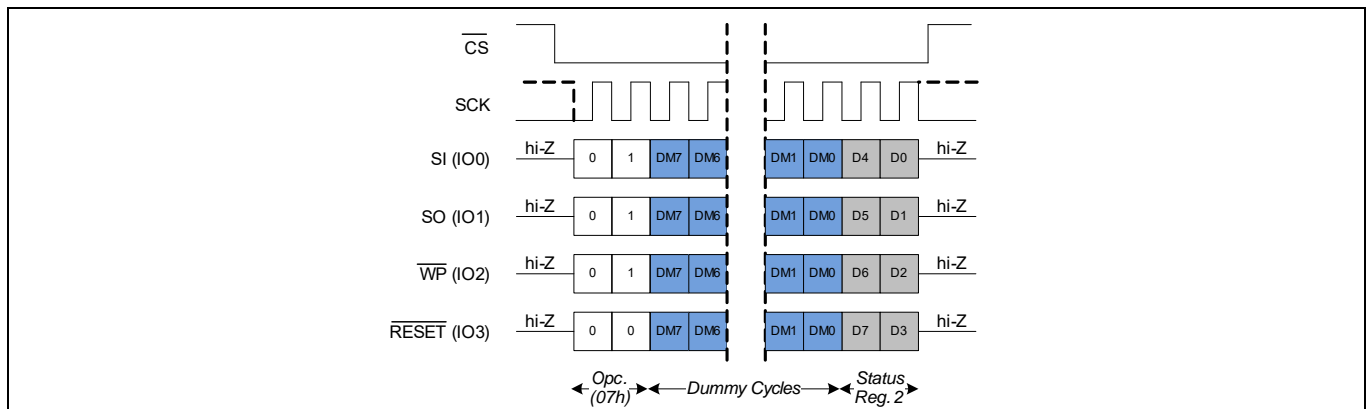 CS
SCK
SI (IO0) hi-Z 0 1 DM7 DM6 DM1 DM0 D4 D0 hi-Z
SO (IO1) hi-Z 0 1 DM7 DM6 DM1 DM0 D5 D1 hi-Z
WP (IO2) hi-Z 0 1 DM7 DM6 DM1 DM0 D6 D2 hi-Z
RESET (IO3) hi-Z 0 0 DM7 DM6 DM1 DM0 D7 D3 hi-Z
Opc. Status
(07h) Dummy Cycles Reg. 2